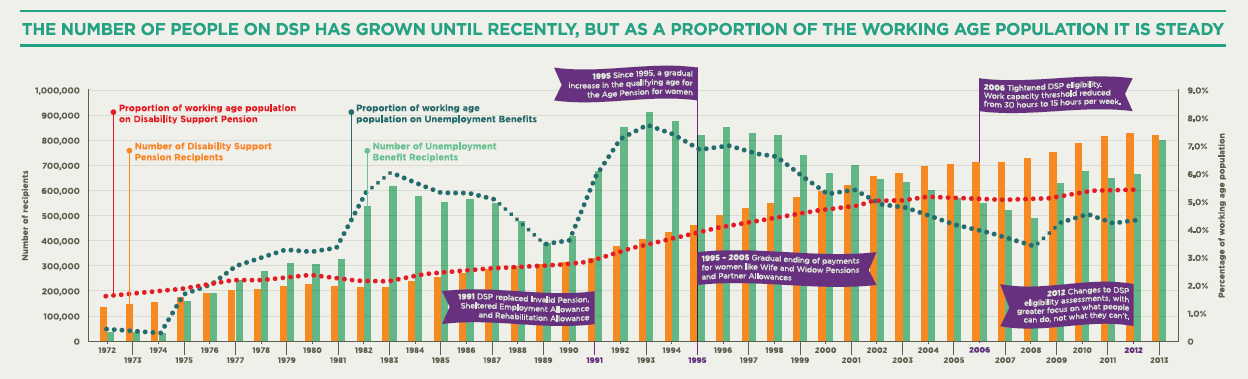 THE NUMBER OF PEOPLE ON DSP HAS GROWN UNTIL RECENTLY, BUT AS A PROPORTION OF THE WORKING AGE POPULATION IT IS STEADY
1995 Since 1995, a gradual
increase in the qualifying age for
the Age Pension for women
2006 Tightened DSP eligibility.
Work capacity threshold reduced
from 30 hours to 15 hours per week.
Proportion of working age population
on Disability Support Pension
Proportion of working age
population on Unemployment Benefits
Number of Disability Support
Pension Recipients
Number of Unemployment
Benefit Recipients
Number of recipients
1,000,000
900,000
800,000
700,000
600,000
500,000
400,000
300,000
200,000
100,000
0
9.0%
8.0%
7.0%
6.0%
5.0%
4.0%
3.0%
2.0%
1.0%
0
Percentage of working age population
1991 DSP replaced Invalid Pension,
Sheltered Employment Allowance
and Rehabilitation Allowance
1995 – 2005 Gradual ending of payments
for women like Wife and Widow Pensions
and Partner Allowances
2012 Changes to DSP
eligibility assessments, with
greater focus on what people
can do, not what they can't.
1972 1973 1974 1975 1976 1977 1978 1979 1980 1981 1982 1983 1984 1985 1986 1987 1988 1989 1990 1991 1992 1993 1994 1995 1996 1997 1998 1999 2000 2001 2002 2003 2004 2005 2006 2007 2008 2009 2010 2011 2012 2013